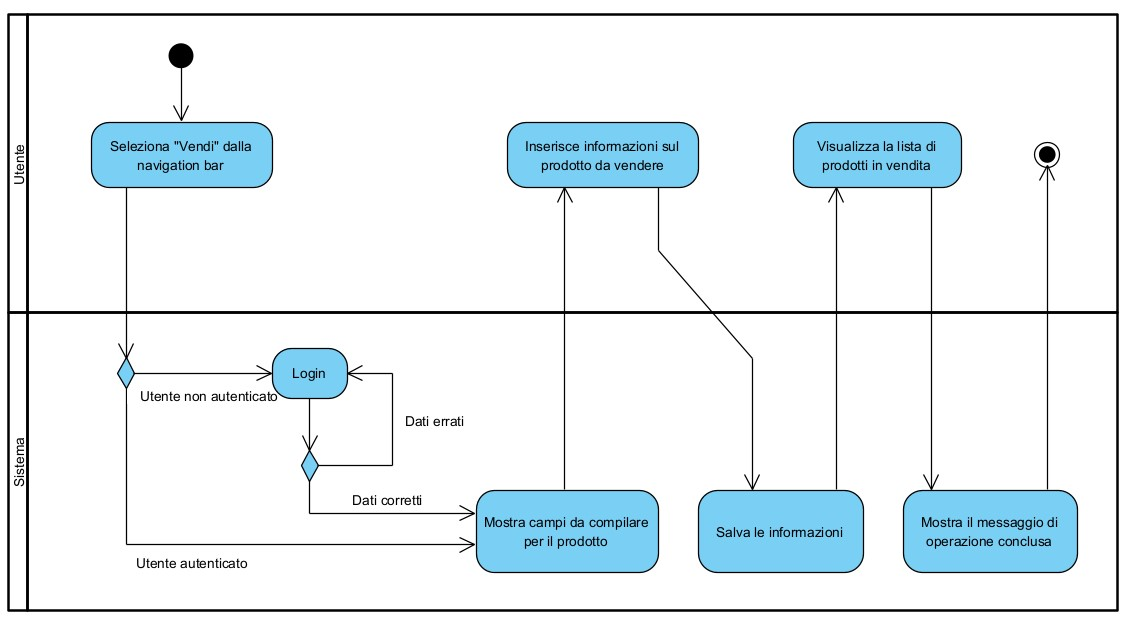 Utente
Seleziona "Vendi" dalla
navigation bar
Inserisce informazioni sul
prodotto da vendere
Visualizza la lista di
prodotti in vendita
Sistema
Login
Utente non autenticato
Dati errati
Dati corretti
Utente autenticato
Mostra campi da compilare
per il prodotto
Salva le informazioni
Mostra il messaggio di
operazione conclusa